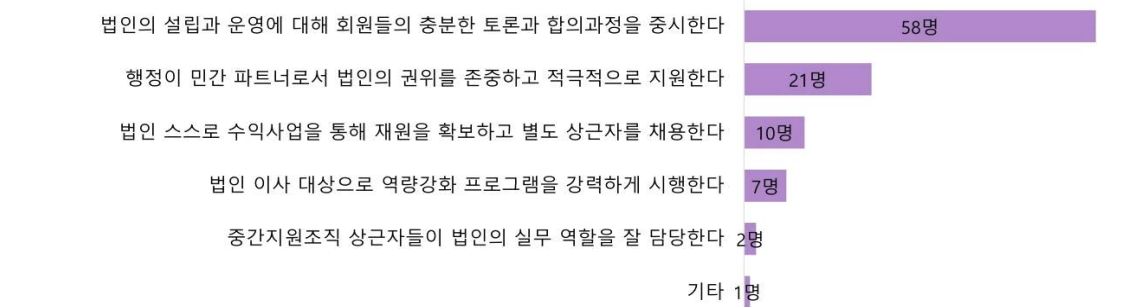 법인의 설립과 운영에 대해 회원들의 충분한 토론과 합의과정을 중시한다 58명
행정이 민간 파트너로서 법인의 권위를 존중하고 적극적으로 지원한다 21명
법인 스스로 수익사업을 통해 재원을 확보하고 별도 상근자를 채용한다 10명
법인 이사 대상으로 역량강화 프로그램을 강력하게 시행한다 7명
중간지원조직 상근자들이 법인의 실무 역할을 잘 담당한다 2명
기타 1명